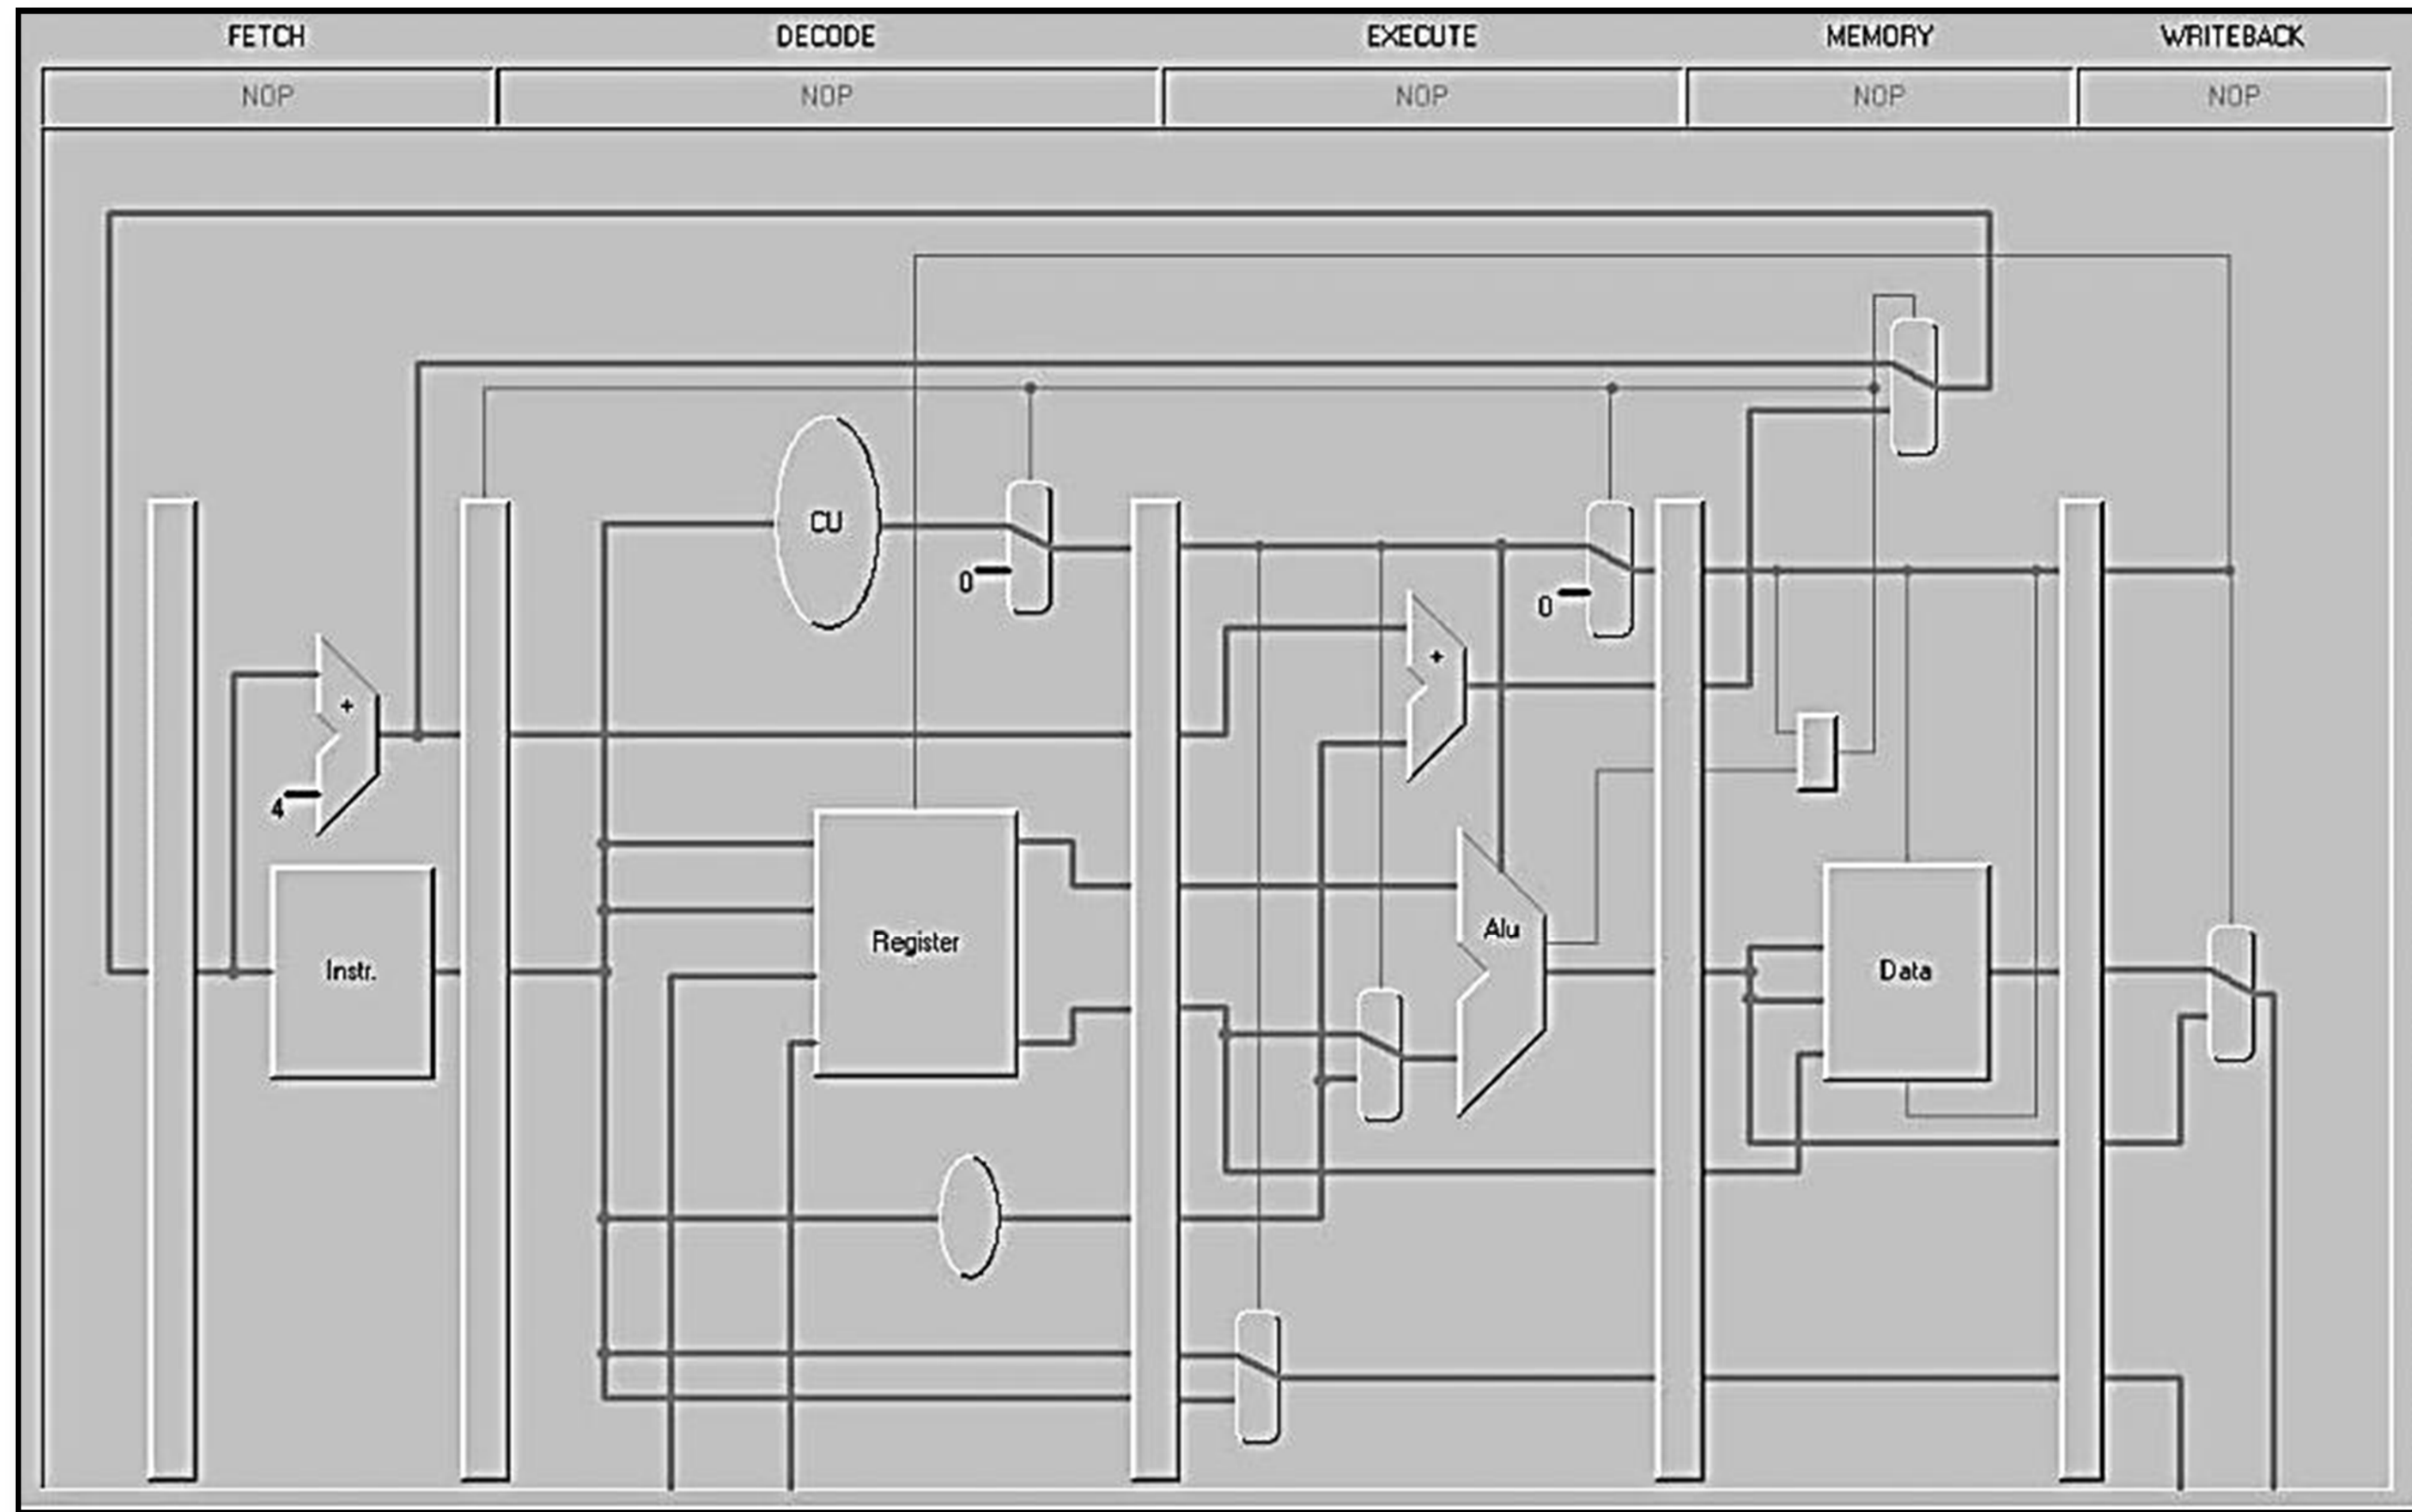 FETCH DECODE EXECUTE MEMORY WRITEBACK
NOP NOP NOP NOP NOP
CU
0
0
+
+
4
Alu
Register
Instr.
Data